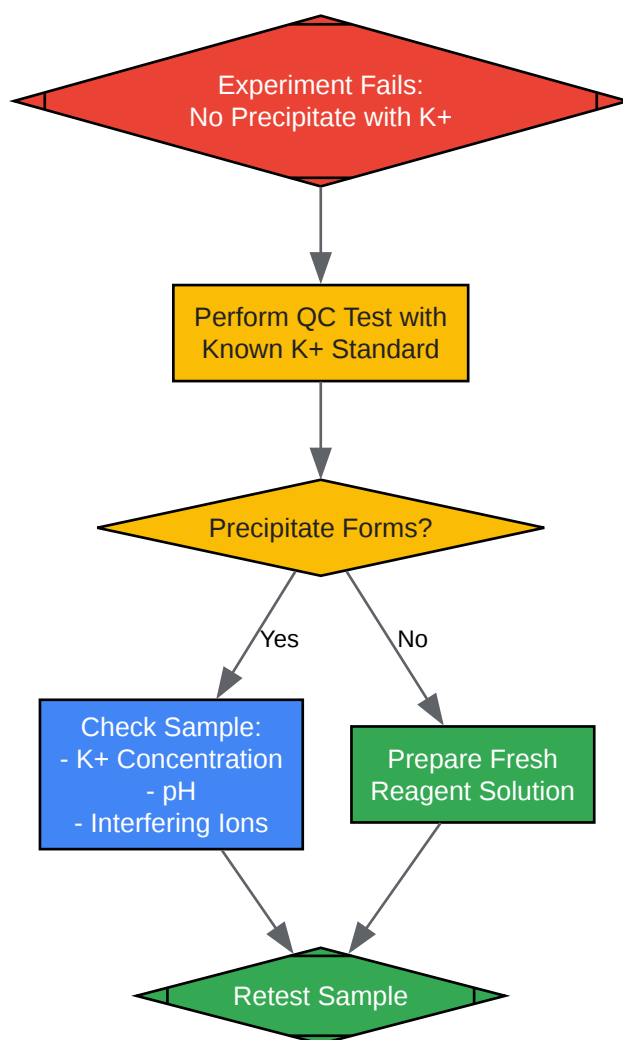 Experiment Fails:
No Precipitate with K+
Perform QC Test with
Known K+ Standard
Precipitate Forms?
Yes
No
Check Sample:
- K+ Concentration
- pH
- Interfering Ions
Prepare Fresh
Reagent Solution
Retest Sample